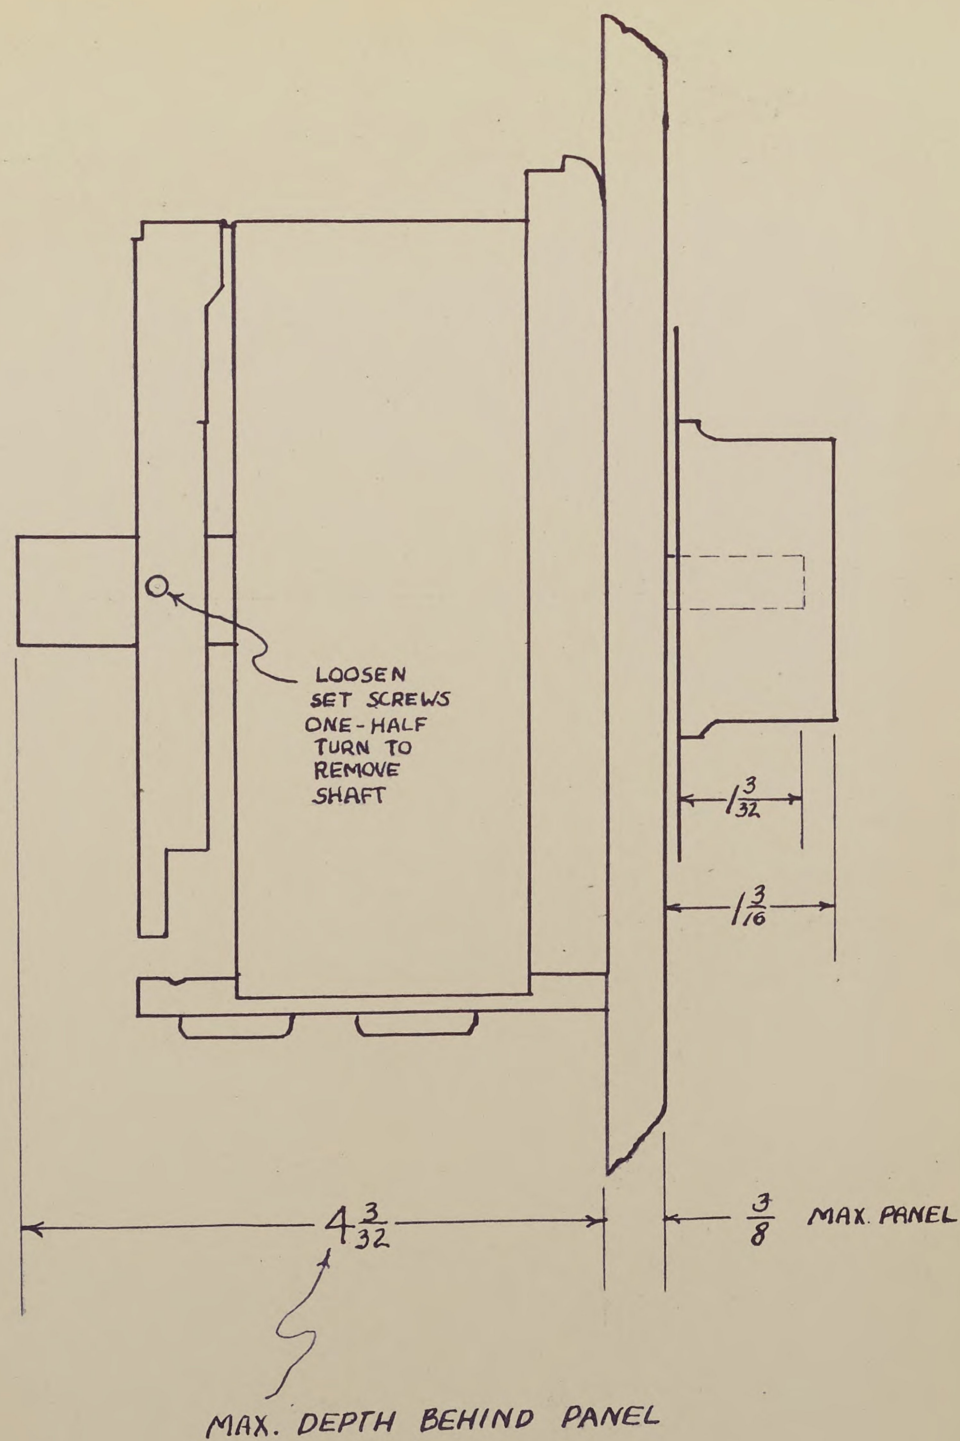 LOOSEN
SET SCREWS
ONE-HALF
TURN TO
REMOVE
SHAFT
1 3/32
1 3/16
4 3/32
3/8 MAX. PANEL
MAX. DEPTH BEHIND PANEL